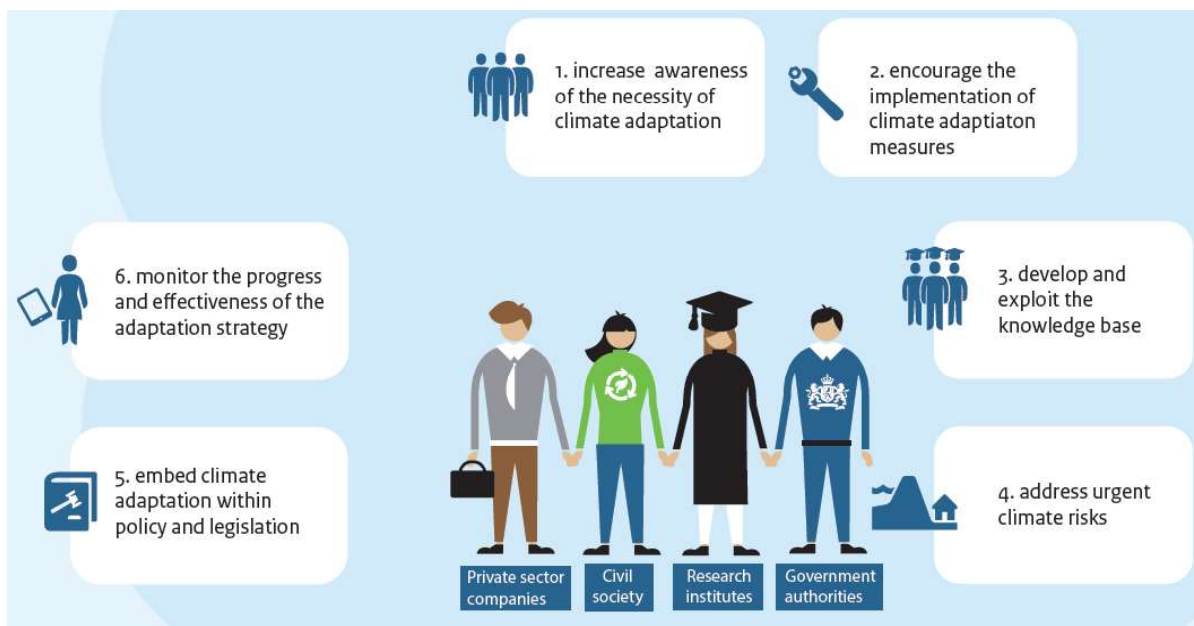 1. increase awareness
of the necessity of
climate adaptation
2. encourage the
implementation of
climate adaptiaton
measures
3. develop and
exploit the
knowledge base
4. address urgent
climate risks
5. embed climate
adaptation within
policy and legislation
6. monitor the progress
and effectiveness of the
adaptation strategy
Private sector
companies
Civil
society
Research
institutes
Government
authorities